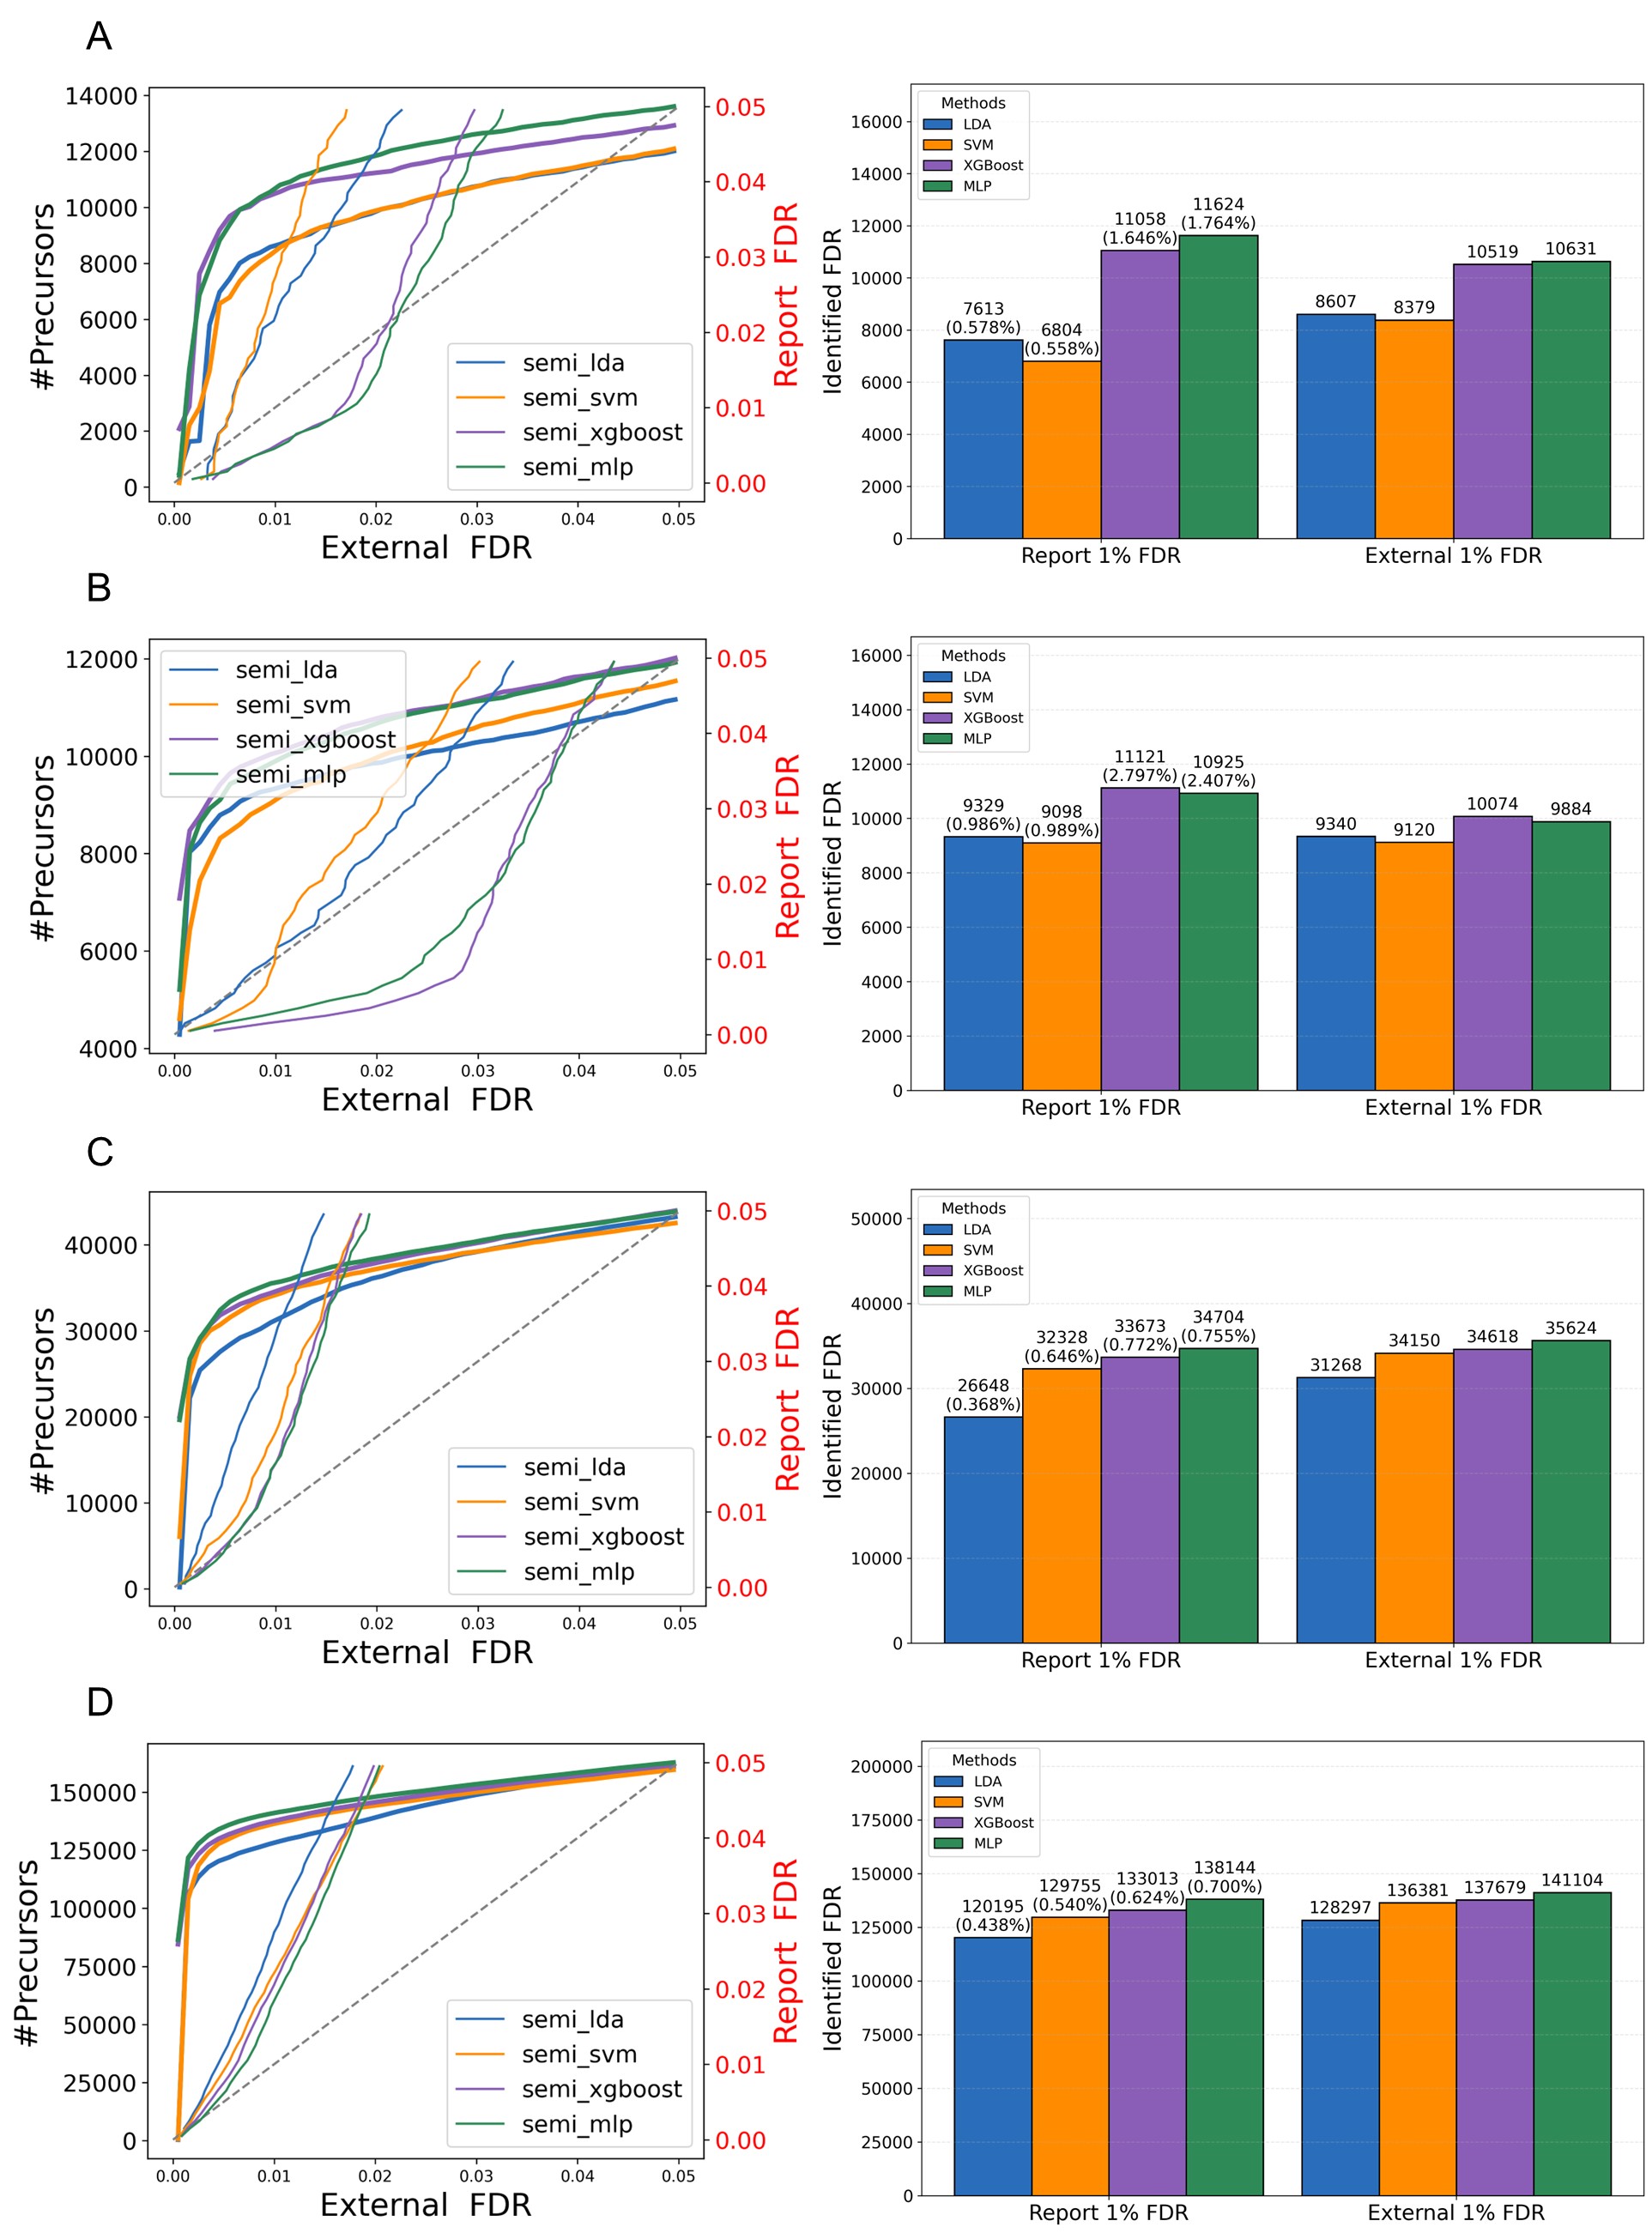 A
14000
12000
10000
8000
6000
4000
2000
0
#Precursors
0.00 0.01 0.02 0.03 0.04 0.05
External FDR
0.05
0.04
0.03
0.02
0.01
0.00
Report FDR
semi_lda
semi_svm
semi_xgboost
semi_mlp
16000
14000
12000
10000
8000
6000
4000
2000
0
Identified FDR
Methods
LDA
SVM
XGBoost
MLP
7613
(0.578%)
6804
(0.558%)
11058
(1.646%)
11624
(1.764%)
8607
8379
10519
10631
Report 1% FDR
External 1% FDR
B
12000
10000
8000
6000
4000
#Precursors
0.00 0.01 0.02 0.03 0.04 0.05
External FDR
0.05
0.04
0.03
0.02
0.01
0.00
Report FDR
semi_lda
semi_svm
semi_xgboost
semi_mlp
16000
14000
12000
10000
8000
6000
4000
2000
0
Identified FDR
Methods
LDA
SVM
XGBoost
MLP
9329
(0.986%)
9098
(0.989%)
11121
(2.797%)
10925
(2.407%)
9340
9120
10074
9884
Report 1% FDR
External 1% FDR
C
40000
30000
20000
10000
0
#Precursors
0.00 0.01 0.02 0.03 0.04 0.05
External FDR
0.05
0.04
0.03
0.02
0.01
0.00
Report FDR
semi_lda
semi_svm
semi_xgboost
semi_mlp
50000
40000
30000
20000
10000
0
Identified FDR
Methods
LDA
SVM
XGBoost
MLP
26648
(0.368%)
32328
(0.646%)
33673
(0.772%)
34704
(0.755%)
31268
34150
34618
35624
Report 1% FDR
External 1% FDR
D
150000
125000
100000
75000
50000
25000
0
#Precursors
0.00 0.01 0.02 0.03 0.04 0.05
External FDR
0.05
0.04
0.03
0.02
0.01
0.00
Report FDR
semi_lda
semi_svm
semi_xgboost
semi_mlp
200000
175000
150000
125000
100000
75000
50000
25000
0
Identified FDR
Methods
LDA
SVM
XGBoost
MLP
120195
(0.438%)
129755
(0.540%)
133013
(0.624%)
138144
(0.700%)
128297
136381
137679
141104
Report 1% FDR
External 1% FDR